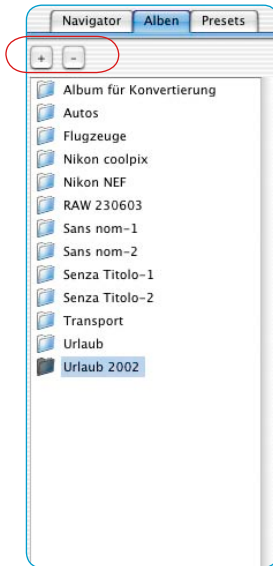 Navigator Alben Presets
+ -
Album für Konvertierung
Autos
Flugzeuge
Nikon coolpix
Nikon NEF
RAW 230603
Sans nom-1
Sans nom-2
Senza Titolo-1
Senza Titolo-2
Transport
Urlaub
Urlaub 2002